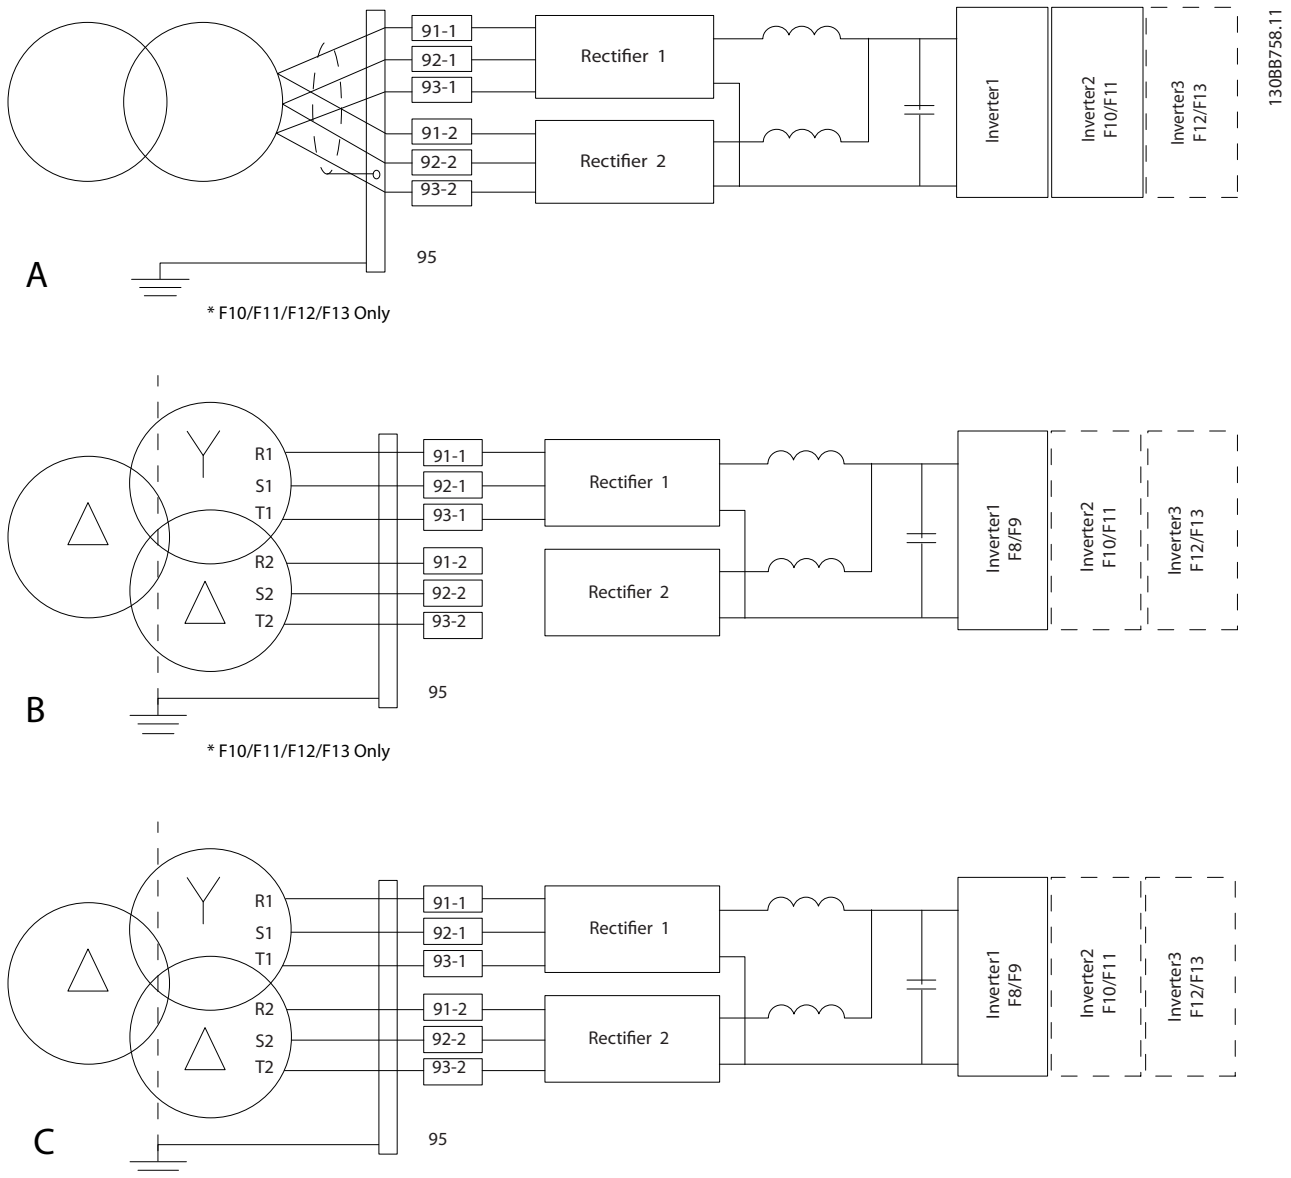 130BB758.11
91-1
92-1
93-1
91-2
92-2
93-2
Rectifier 1
Rectifier 2
Inverter1
Inverter2
F10/F11
Inverter3
F12/F13
95
A
* F10/F11/F12/F13 Only
R1
S1
T1
R2
S2
T2
91-1
92-1
93-1
91-2
92-2
93-2
Rectifier 1
Rectifier 2
Inverter1
F8/F9
Inverter2
F10/F11
Inverter3
F12/F13
95
B
* F10/F11/F12/F13 Only
R1
S1
T1
R2
S2
T2
91-1
92-1
93-1
91-2
92-2
93-2
Rectifier 1
Rectifier 2
Inverter1
F8/F9
Inverter2
F10/F11
Inverter3
F12/F13
95
C